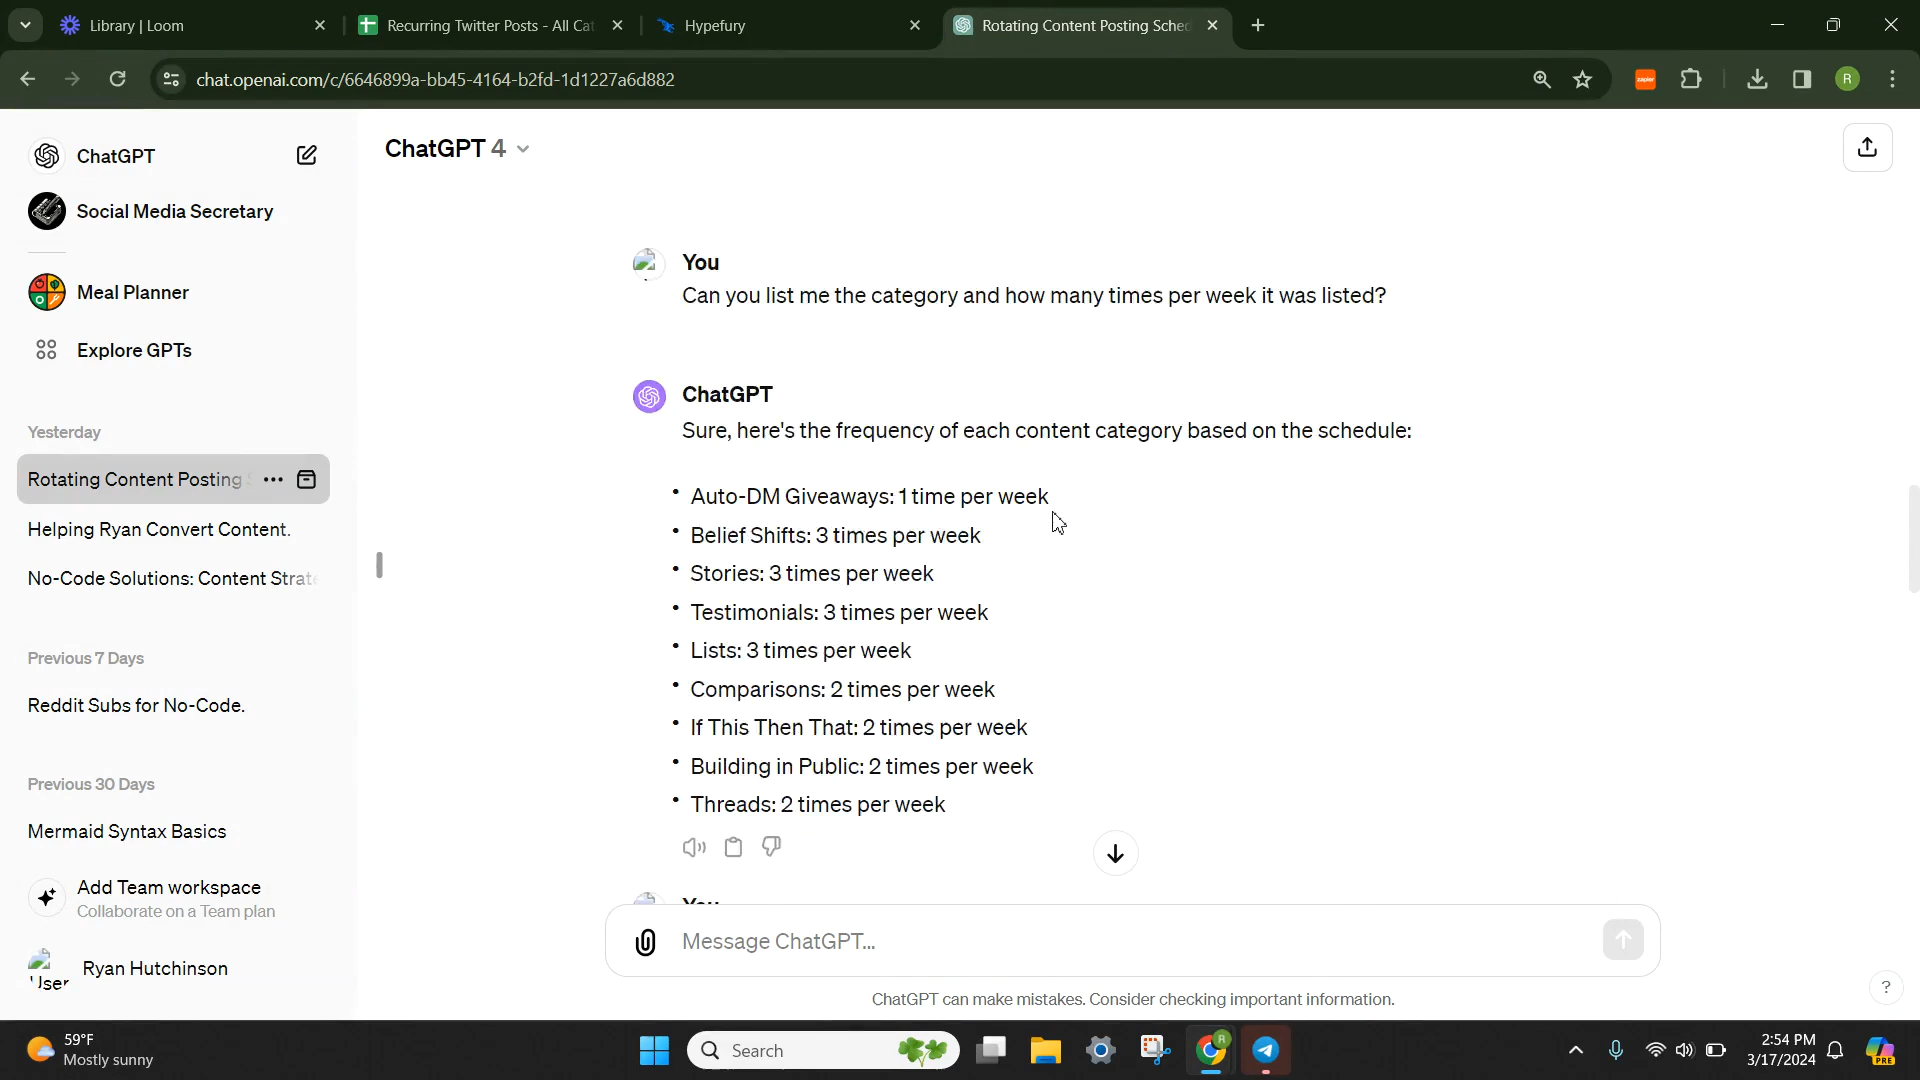 Library | Loom
Recurring Twitter Posts - All Cat
Hypefury
Rotating Content Posting Sched
chat.openai.com/c/6646899a-bb45-4164-b2fd-1d1227a6d882
zapier
R
ChatGPT
ChatGPT 4
Social Media Secretary
Meal Planner
Explore GPTs
Yesterday
Rotating Content Posting S
Helping Ryan Convert Content.
No-Code Solutions: Content Strate
Previous 7 Days
Reddit Subs for No-Code.
Previous 30 Days
Mermaid Syntax Basics
Add Team workspace
Collaborate on a Team plan
User
Ryan Hutchinson
You
Can you list me the category and how many times per week it was listed?
ChatGPT
Sure, here's the frequency of each content category based on the schedule:
• Auto-DM Giveaways: 1 time per week
• Belief Shifts: 3 times per week
• Stories: 3 times per week
• Testimonials: 3 times per week
• Lists: 3 times per week
• Comparisons: 2 times per week
• If This Then That: 2 times per week
• Building in Public: 2 times per week
• Threads: 2 times per week
You
Message ChatGPT...
ChatGPT can make mistakes. Consider checking important information.
?
59°F
Mostly sunny
Search
R
2:54 PM
3/17/2024
PRE